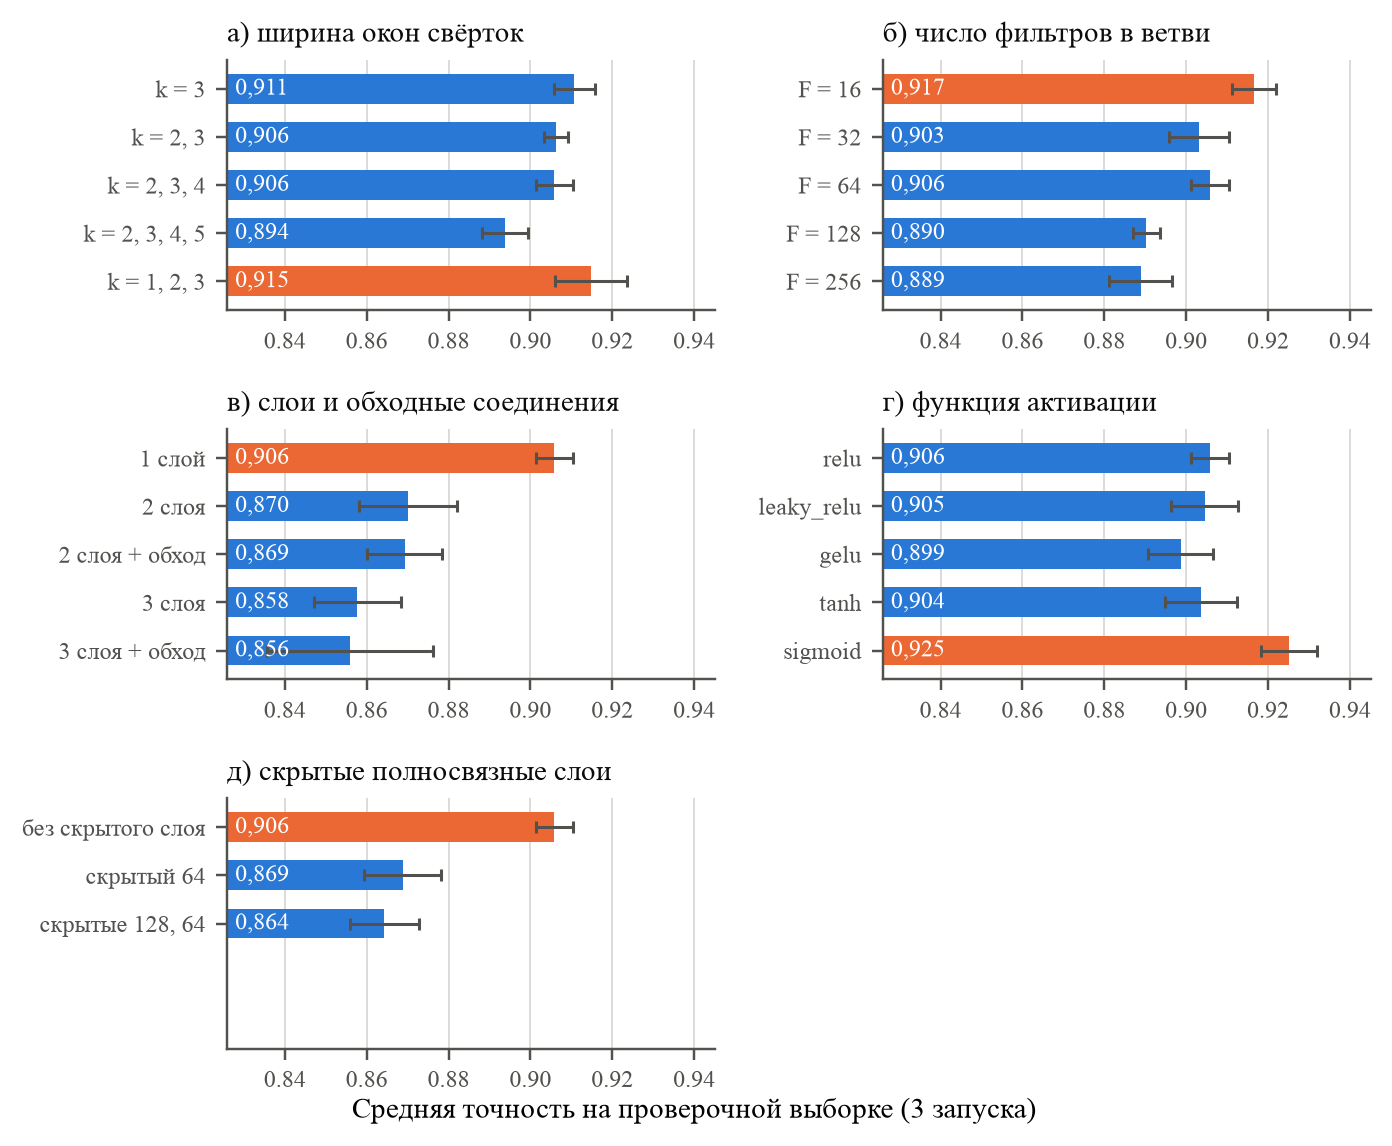 а) ширина окон свёрток
k = 3 0,911
k = 2, 3 0,906
k = 2, 3, 4 0,906
k = 2, 3, 4, 5 0,894
k = 1, 2, 3 0,915
0.84 0.86 0.88 0.90 0.92 0.94
б) число фильтров в ветви
F = 16 0,917
F = 32 0,903
F = 64 0,906
F = 128 0,890
F = 256 0,889
0.84 0.86 0.88 0.90 0.92 0.94
в) слои и обходные соединения
1 слой 0,906
2 слоя 0,870
2 слоя + обход 0,869
3 слоя 0,858
3 слоя + обход 0,856
0.84 0.86 0.88 0.90 0.92 0.94
г) функция активации
relu 0,906
leaky_relu 0,905
gelu 0,899
tanh 0,904
sigmoid 0,925
0.84 0.86 0.88 0.90 0.92 0.94
д) скрытые полносвязные слои
без скрытого слоя 0,906
скрытый 64 0,869
скрытые 128, 64 0,864
0.84 0.86 0.88 0.90 0.92 0.94
Средняя точность на проверочной выборке (3 запуска)